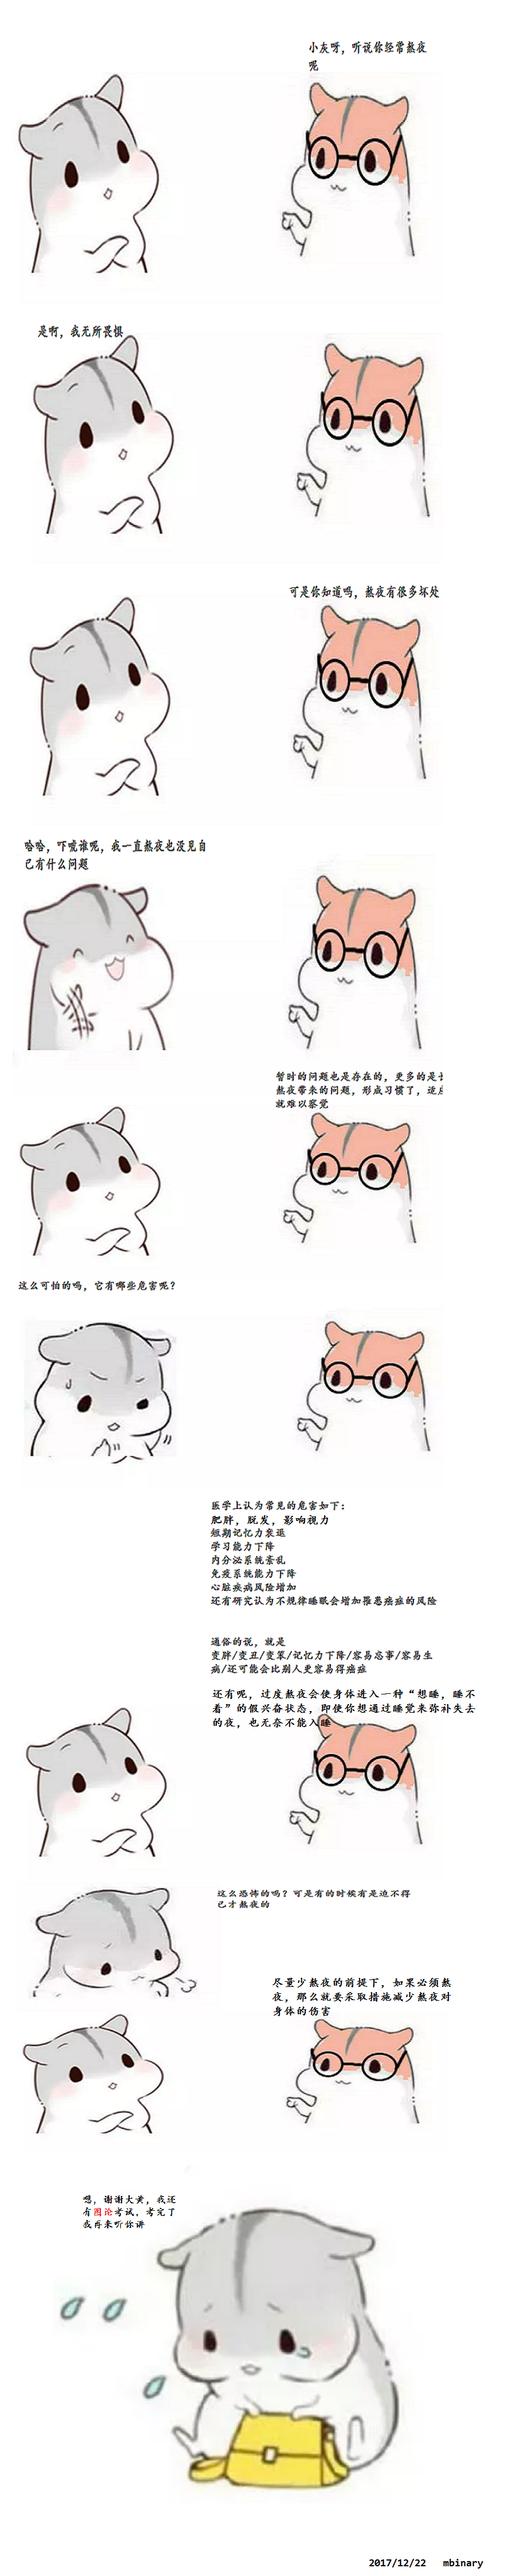 小灰呀，听说你经常熬夜
呢
是啊，我无所畏惧
可是你知道吗，熬夜有很多坏处
哈哈，吓唬谁呢，我一直熬夜也没见自
己有什么问题
暂时的问题也是存在的，更多的是
熬夜带来的问题，形成习惯了，
就难以察觉
这么可怕的吗，它有哪些危害呢？
医学上认为常见的危害如下：
肥胖，脱发，影响视力
短期记忆力衰退
学习能力下降
内分泌系统紊乱
免疫系统能力下降
心脏疾病风险增加
还有研究认为不规律睡眠会增加罹患癌症的风险
通俗的说，就是
变胖/变丑/变笨/记忆力下降/容易忘事/容易生
病/还可能会比别人更容易得癌症
还有呢，过度熬夜会使身体进入一种“想睡，睡不
着”的假兴奋状态，即使你想通过睡觉来弥补失去
的夜，也无奈不能入睡
这么恐怖的吗？可是有的时候有是迫不得
已才熬夜的
尽量少熬夜的前提下，如果必须熬
夜，那么就要采取措施减少熬夜对
身体的伤害
嗯，谢谢大黄，我还
有图论考试，考完了
我再来听你讲
2017/12/22 mbinary